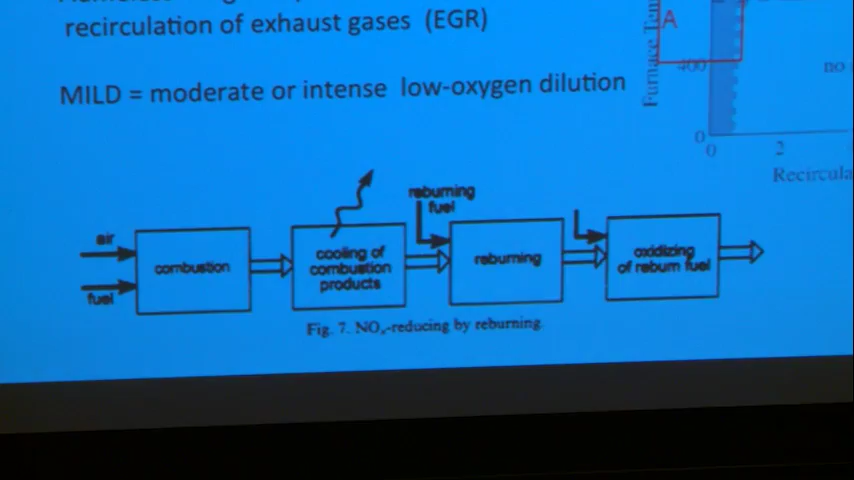 recirculation of exhaust gases (EGR)
MILD = moderate or intense low-oxygen dilution
A
400
no
0
0
2
Furnace Tem
Recircula
reburning
fuel
air
fuel
combustion
cooling of
combustion
products
reburning
oxidizing
of reburn fuel
Fig. 7. NOx-reducing by reburning.